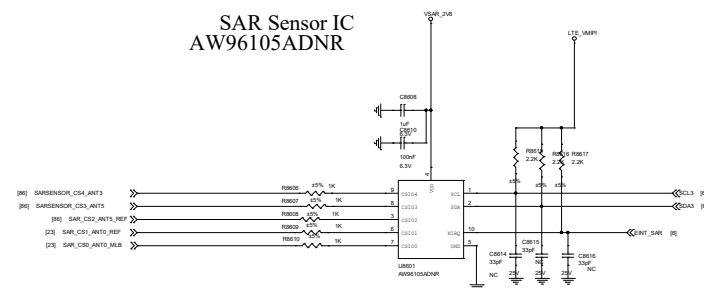 SAR Sensor IC
AW96105ADNR
VSAR_2V8
LTE_VMIPI
C8608
1uF
6.3V
C8610
100nF
6.3V
R8617
2.2K
2.2K
2.2K
±5%
±5%
±5%
[86] SARSENSOR_CS4_ANT3
R8606
±5%
1K
9
CSIO4
VDD
4
SCL
1
SCL3
[86] SARSENSOR_CS3_ANT5
R8607
±5%
1K
8
CSIO3
SDA
2
SDA3
[86] SAR_CS2_ANT5_REF
R8608
±5%
1K
3
CSIO2
[23] SAR_CS1_ANT0_REF
R8609
±5%
1K
6
CSIO1
NIRQ
10
EINT_SAR [6]
[23] SAR_CS0_ANT0_MLB
R8610
±5%
1K
7
CSIO0
GND
5
U8601
AW96105ADNR
C8614
33pF
NC
25V
C8615
33pF
NC
25V
C8616
33pF
NC
25V